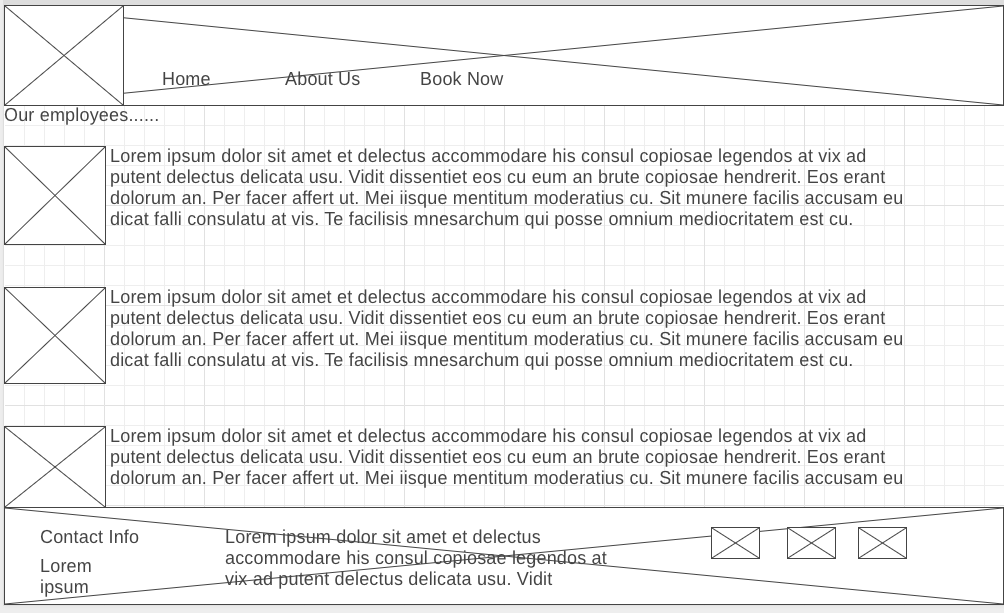 Home About Us Book Now
Our employees......
Lorem ipsum dolor sit amet et delectus accommodare his consul copiosae legendos at vix ad
putent delectus delicata usu. Vidit dissentiet eos cu eum an brute copiosae hendrerit. Eos erant
dolorum an. Per facer affert ut. Mei iisque mentitum moderatius cu. Sit munere facilis accusam eu
dicat falli consulatu at vis. Te facilisis mnesarchum qui posse omnium mediocritatem est cu.
Lorem ipsum dolor sit amet et delectus accommodare his consul copiosae legendos at vix ad
putent delectus delicata usu. Vidit dissentiet eos cu eum an brute copiosae hendrerit. Eos erant
dolorum an. Per facer affert ut. Mei iisque mentitum moderatius cu. Sit munere facilis accusam eu
dicat falli consulatu at vis. Te facilisis mnesarchum qui posse omnium mediocritatem est cu.
Lorem ipsum dolor sit amet et delectus accommodare his consul copiosae legendos at vix ad
putent delectus delicata usu. Vidit dissentiet eos cu eum an brute copiosae hendrerit. Eos erant
dolorum an. Per facer affert ut. Mei iisque mentitum moderatius cu. Sit munere facilis accusam eu
Contact Info
Lorem
ipsum
Lorem ipsum dolor sit amet et delectus
accommodare his consul copiosae legendos at
vix ad putent delectus delicata usu. Vidit